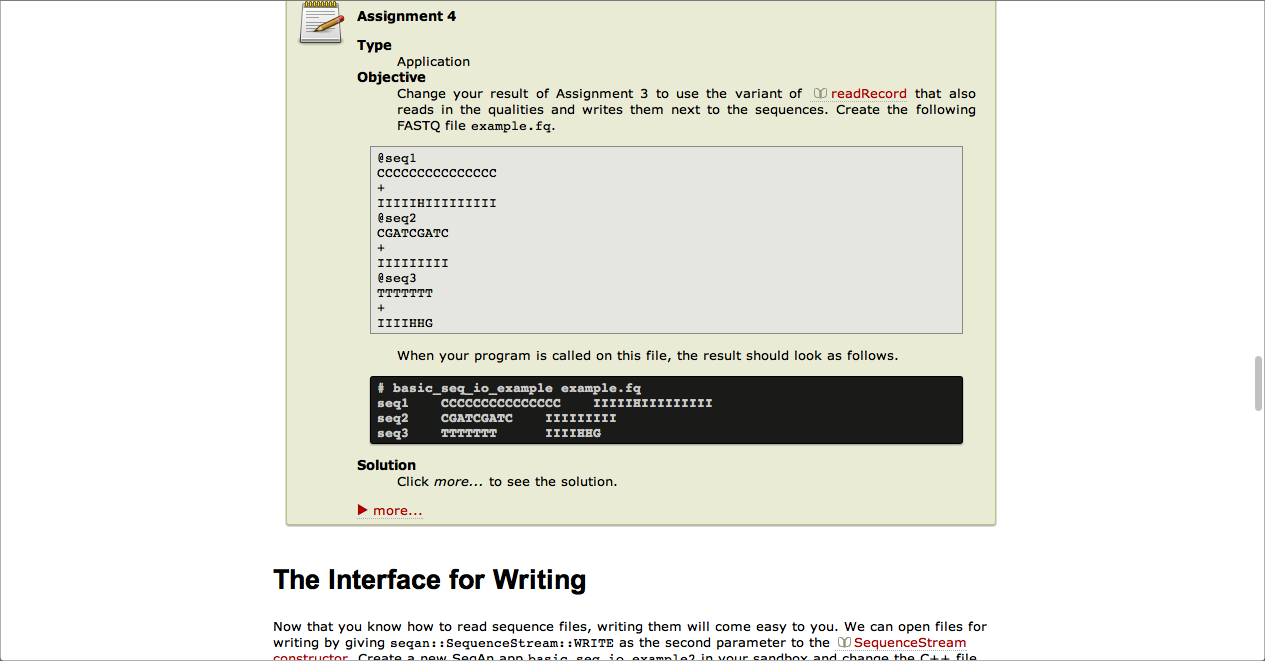 Assignment 4
Type
Application
Objective
Change your result of Assignment 3 to use the variant of readRecord that also
reads in the qualities and writes them next to the sequences. Create the following
FASTQ file example.fq.
@seq1
CCCCCCCCCCCCCCC
+
IIIIIHIIIIIIIII
@seq2
CGATCGATC
+
IIIIIIIII
@seq3
TTTTTTT
+
IIIIHHG
When your program is called on this file, the result should look as follows.
# basic_seq_io_example example.fq
seq1    CCCCCCCCCCCCCCC    IIIIIHIIIIIIIII
seq2    CGATCGATC    IIIIIIIII
seq3    TTTTTTT      IIIIHHG
Solution
Click more... to see the solution.
more...
The Interface for Writing
Now that you know how to read sequence files, writing them will come easy to you. We can open files for
writing by giving seqan::SequenceStream::WRITE as the second parameter to the SequenceStream
constructor. Create a new SeqAn app basic_seq_io_example2 in your sandbox and change the C++ file